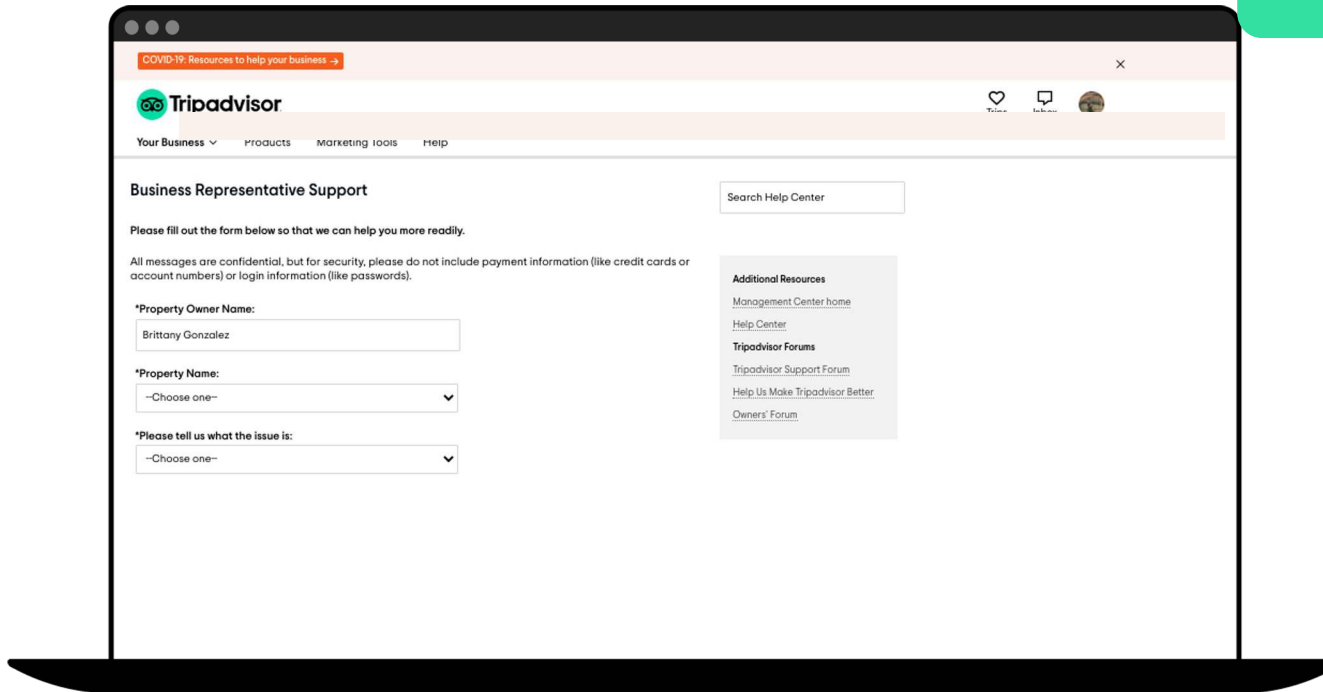 COVID-19: Resources to help your business →
Tripadvisor
Trips
Inbox
Your Business
Products
Marketing Tools
Help
Business Representative Support
Search Help Center
Please fill out the form below so that we can help you more readily.
All messages are confidential, but for security, please do not include payment information (like credit cards or
account numbers) or login information (like passwords).
*Property Owner Name:
Brittany Gonzalez
*Property Name:
--Choose one--
*Please tell us what the issue is:
--Choose one--
Additional Resources
Management Center home
Help Center
Tripadvisor Forums
Tripadvisor Support Forum
Help Us Make Tripadvisor Better
Owners' Forum